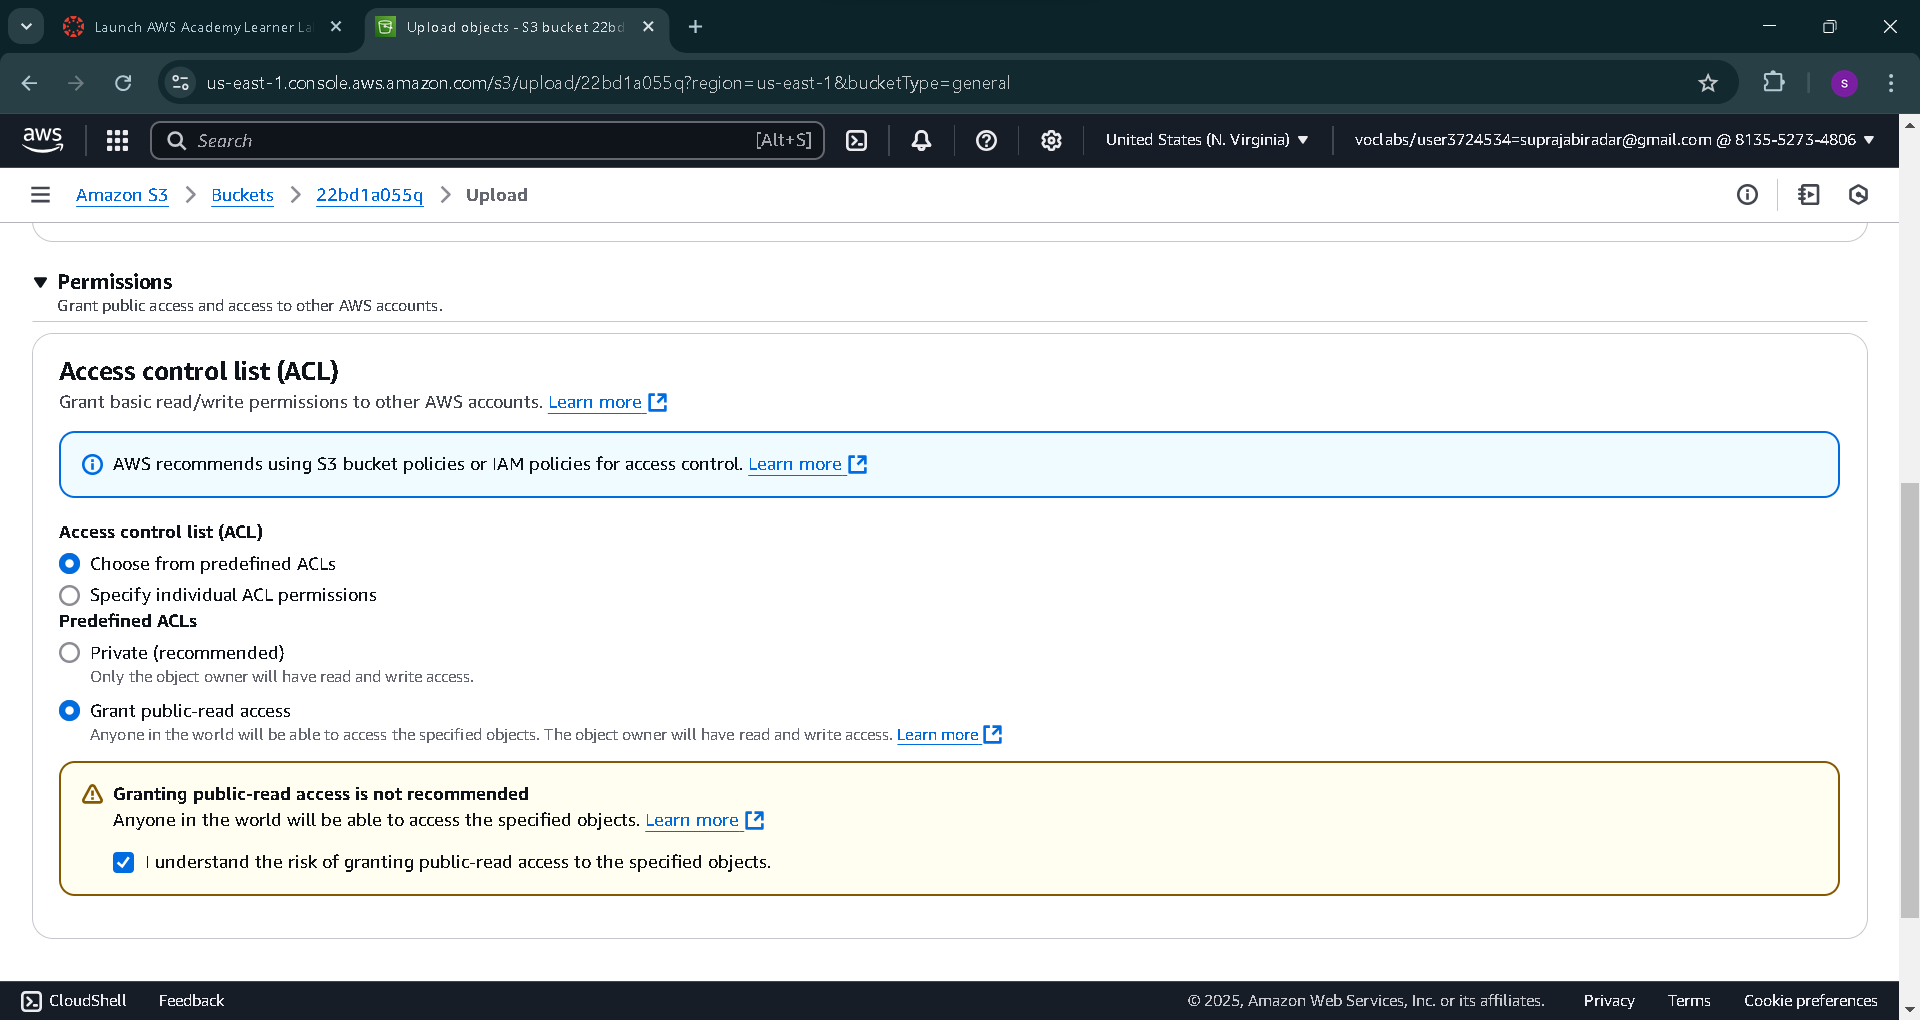 Launch AWS Academy Learner La
Upload objects - S3 bucket 22bd
us-east-1.console.aws.amazon.com/s3/upload/22bd1a055q?region=us-east-1&bucketType=general
s
aws
Search
[Alt+S]
United States (N. Virginia)
voclabs/user3724534=suprajabiradar@gmail.com @ 8135-5273-4806
Amazon S3
Buckets
22bd1a055q
Upload
Permissions
Grant public access and access to other AWS accounts.
Access control list (ACL)
Grant basic read/write permissions to other AWS accounts. Learn more
AWS recommends using S3 bucket policies or IAM policies for access control. Learn more
Access control list (ACL)
Choose from predefined ACLs
Specify individual ACL permissions
Predefined ACLs
Private (recommended)
Only the object owner will have read and write access.
Grant public-read access
Anyone in the world will be able to access the specified objects. The object owner will have read and write access. Learn more
Granting public-read access is not recommended
Anyone in the world will be able to access the specified objects. Learn more
I understand the risk of granting public-read access to the specified objects.
CloudShell
Feedback
© 2025, Amazon Web Services, Inc. or its affiliates.
Privacy
Terms
Cookie preferences